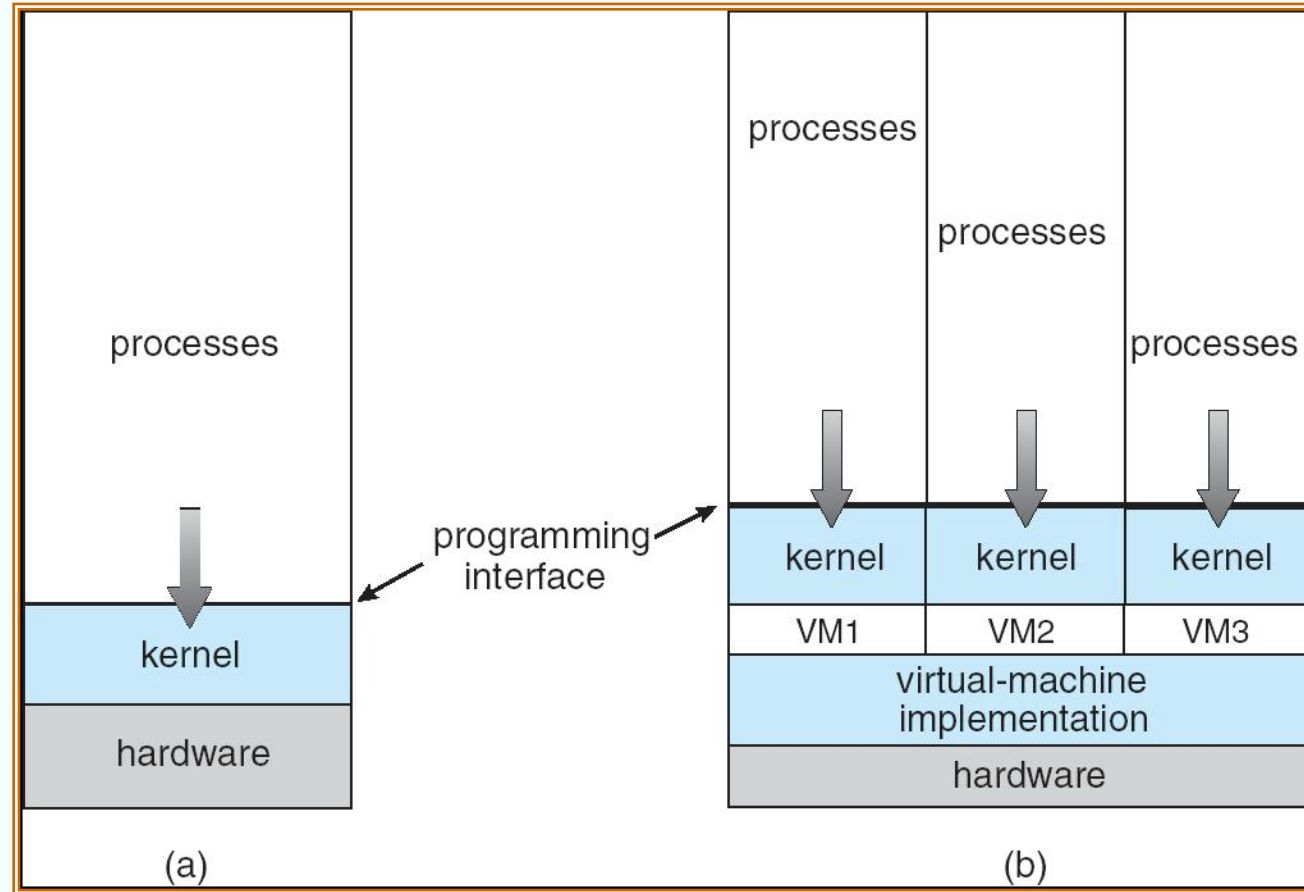 processes
kernel
hardware
(a)
programming
interface
processes
processes
processes
kernel
kernel
kernel
VM1
VM2
VM3
virtual-machine
implementation
hardware
(b)